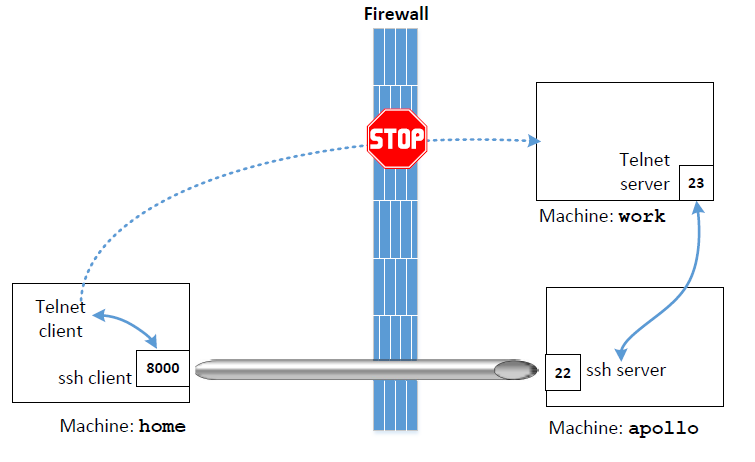 Firewall
STOP
Telnet
server
23
Machine: work
Telnet
client
8000
ssh client
Machine: home
22
ssh server
Machine: apollo